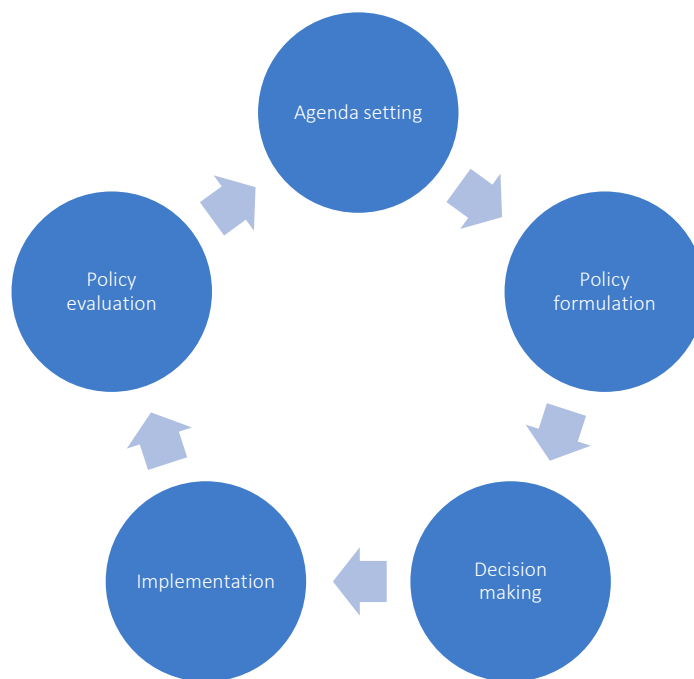 Agenda setting
Policy
formulation
Decision
making
Implementation
Policy
evaluation